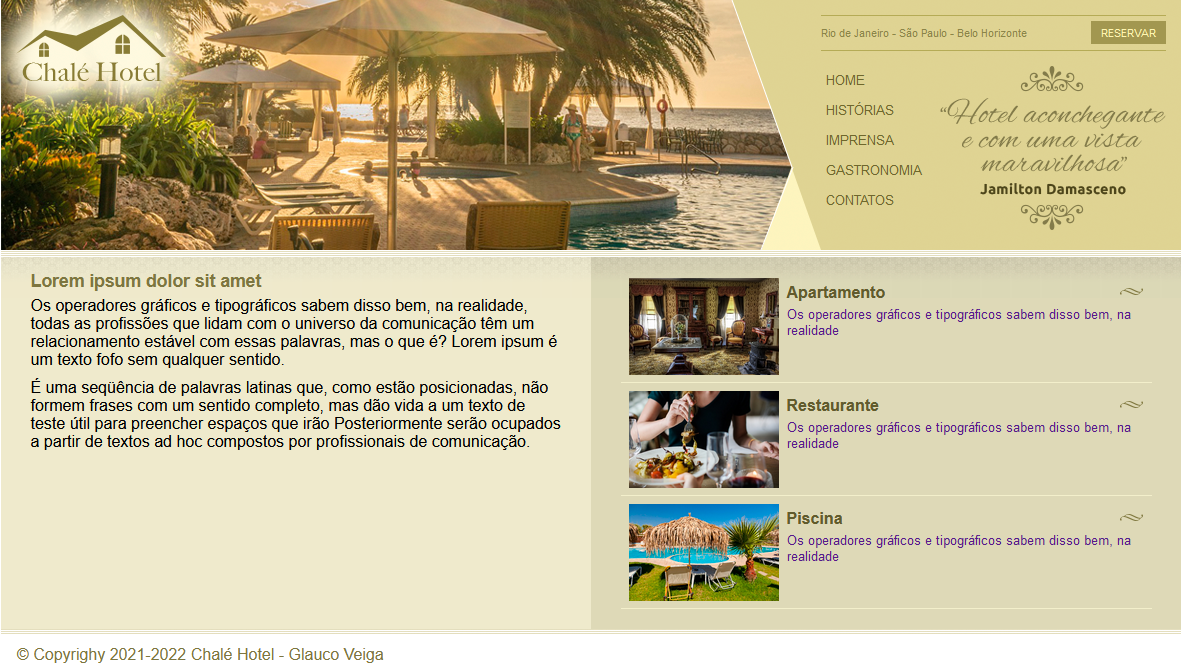 Chalé Hotel
Rio de Janeiro - São Paulo - Belo Horizonte
RESERVAR
HOME
HISTÓRIAS
IMPRENSA
GASTRONOMIA
CONTATOS
“Hotel aconchegante
e com uma vista
maravilhosa”
Jamilton Damasceno
Lorem ipsum dolor sit amet
Os operadores gráficos e tipográficos sabem disso bem, na realidade,
todas as profissões que lidam com o universo da comunicação têm um
relacionamento estável com essas palavras, mas o que é? Lorem ipsum é
um texto fofo sem qualquer sentido.
É uma seqüência de palavras latinas que, como estão posicionadas, não
formem frases com um sentido completo, mas dão vida a um texto de
teste útil para preencher espaços que irão Posteriormente serão ocupados
a partir de textos ad hoc compostos por profissionais de comunicação.
Apartamento
Os operadores gráficos e tipográficos sabem disso bem, na
realidade
Restaurante
Os operadores gráficos e tipográficos sabem disso bem, na
realidade
Piscina
Os operadores gráficos e tipográficos sabem disso bem, na
realidade
© Copyrighy 2021-2022 Chalé Hotel - Glauco Veiga